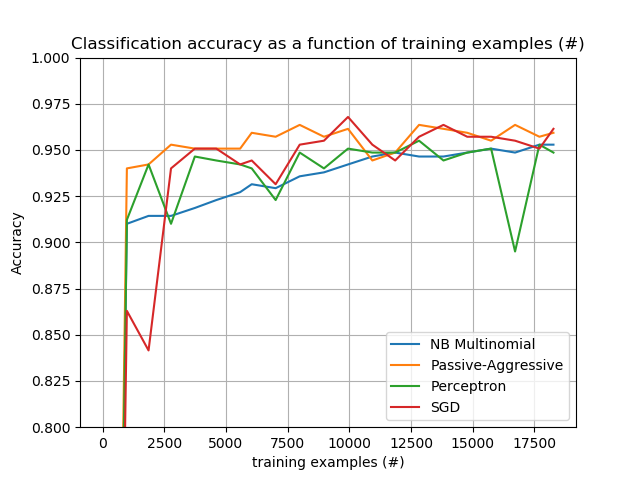 Classification accuracy as a function of training examples (#)
1.000
0.975
0.950
0.925
0.900
0.875
0.850
0.825
0.800
Accuracy
NB Multinomial
Passive-Aggressive
Perceptron
SGD
0 2500 5000 7500 10000 12500 15000 17500
training examples (#)